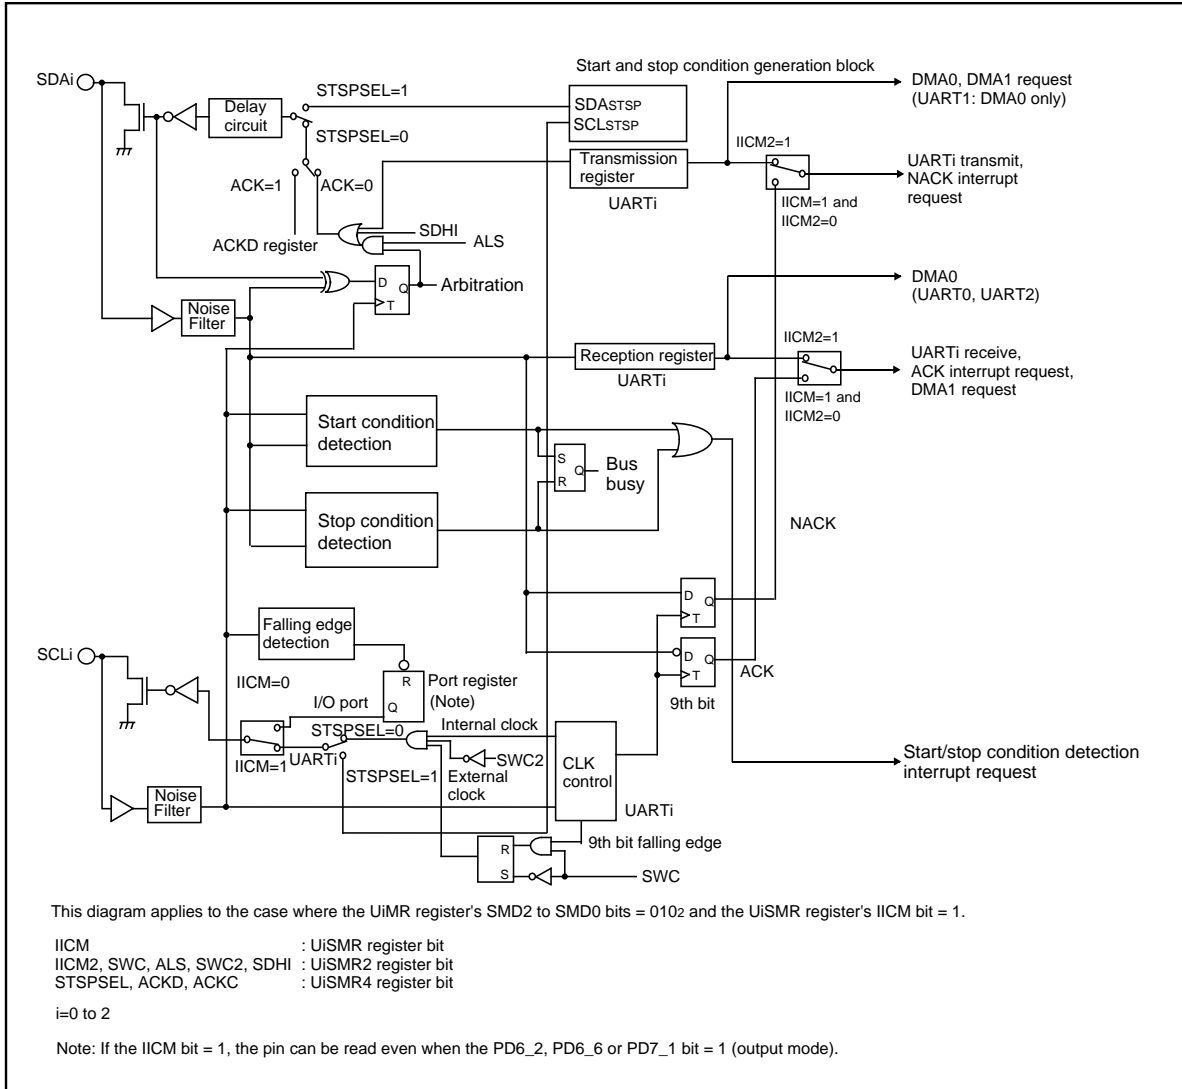 Start and stop condition generation block
SDAi
STSPSEL=1
SDASTSP
SCLSTSP
DMA0, DMA1 request
(UART1: DMA0 only)
Delay
circuit
STSPSEL=0
IICM2=1
Transmission
register
UARTi
UARTi transmit,
NACK interrupt
request
ACK=1
ACK=0
IICM=1 and
IICM2=0
SDHI
ALS
ACKD register
D
Q
T
Arbitration
DMA0
(UART0, UART2)
Noise
Filter
IICM2=1
Reception register
UARTi
UARTi receive,
ACK interrupt request,
DMA1 request
IICM=1 and
IICM2=0
Start condition
detection
S
R
Q
Bus
busy
Stop condition
detection
NACK
D
Q
T
Falling edge
detection
D
Q
T
ACK
9th bit
SCLi
R
Q
Port register
(Note)
IICM=0
I/O port
STSPSEL=0
Internal clock
IICM=1
UARTi
STSPSEL=1
SWC2
External
clock
CLK
control
UARTi
Start/stop condition detection
interrupt request
Noise
Filter
R
S
9th bit falling edge
SWC
This diagram applies to the case where the UiMR register's SMD2 to SMD0 bits = 0102 and the UiSMR register's IICM bit = 1.
IICM : UiSMR register bit
IICM2, SWC, ALS, SWC2, SDHI : UiSMR2 register bit
STSPSEL, ACKD, ACKC : UiSMR4 register bit
i=0 to 2
Note: If the IICM bit = 1, the pin can be read even when the PD6_2, PD6_6 or PD7_1 bit = 1 (output mode).